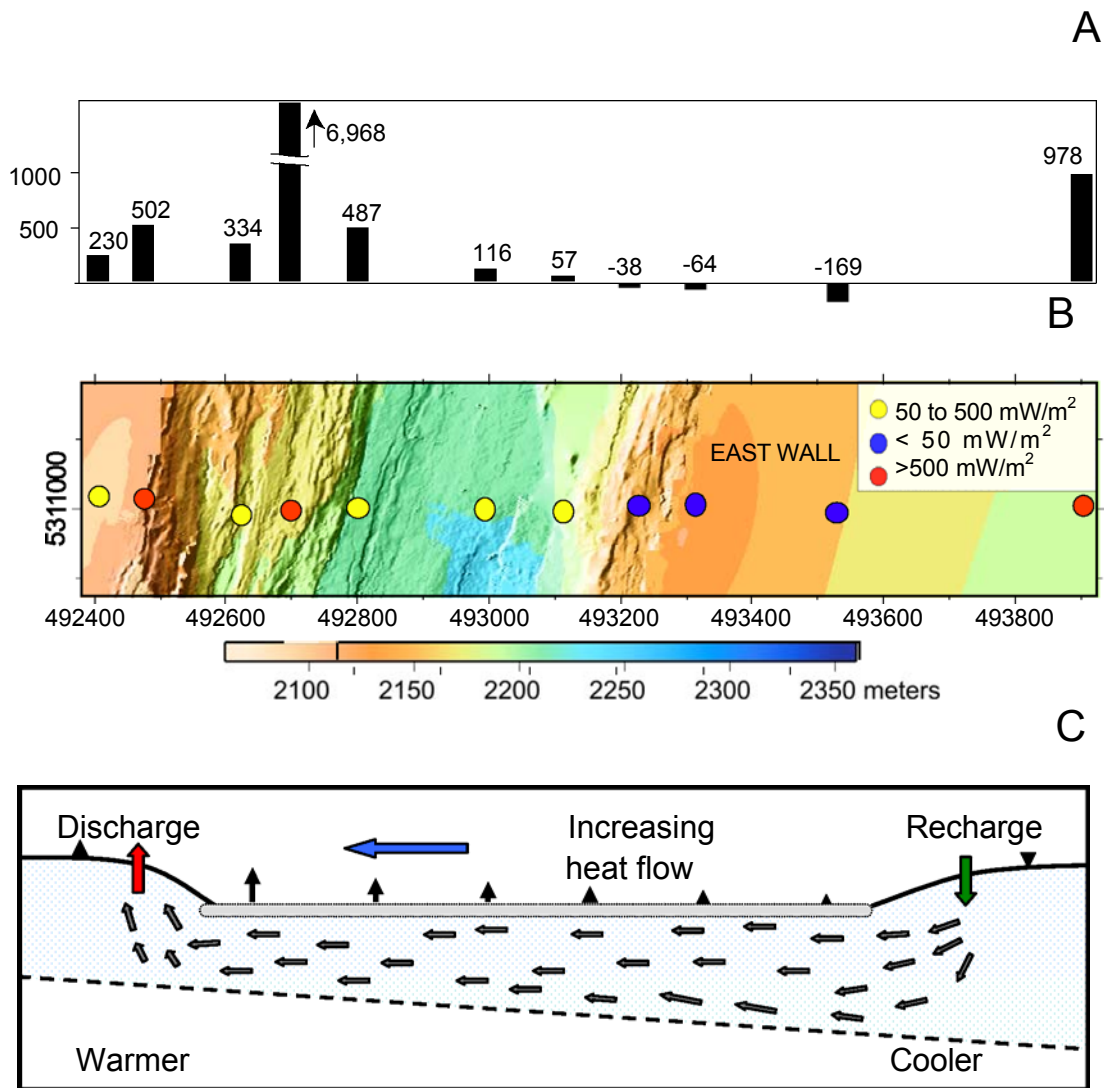 A
6,968
978
1000
502
487
500
334
230
116
57
-38
-64
-169
B
50 to 500 mW/m²
< 50 mW/m²
>500 mW/m²
EAST WALL
5311000
492400 492600 492800 493000 493200 493400 493600 493800
2100 2150 2200 2250 2300 2350 meters
C
Discharge
Increasing
heat flow
Recharge
Warmer
Cooler